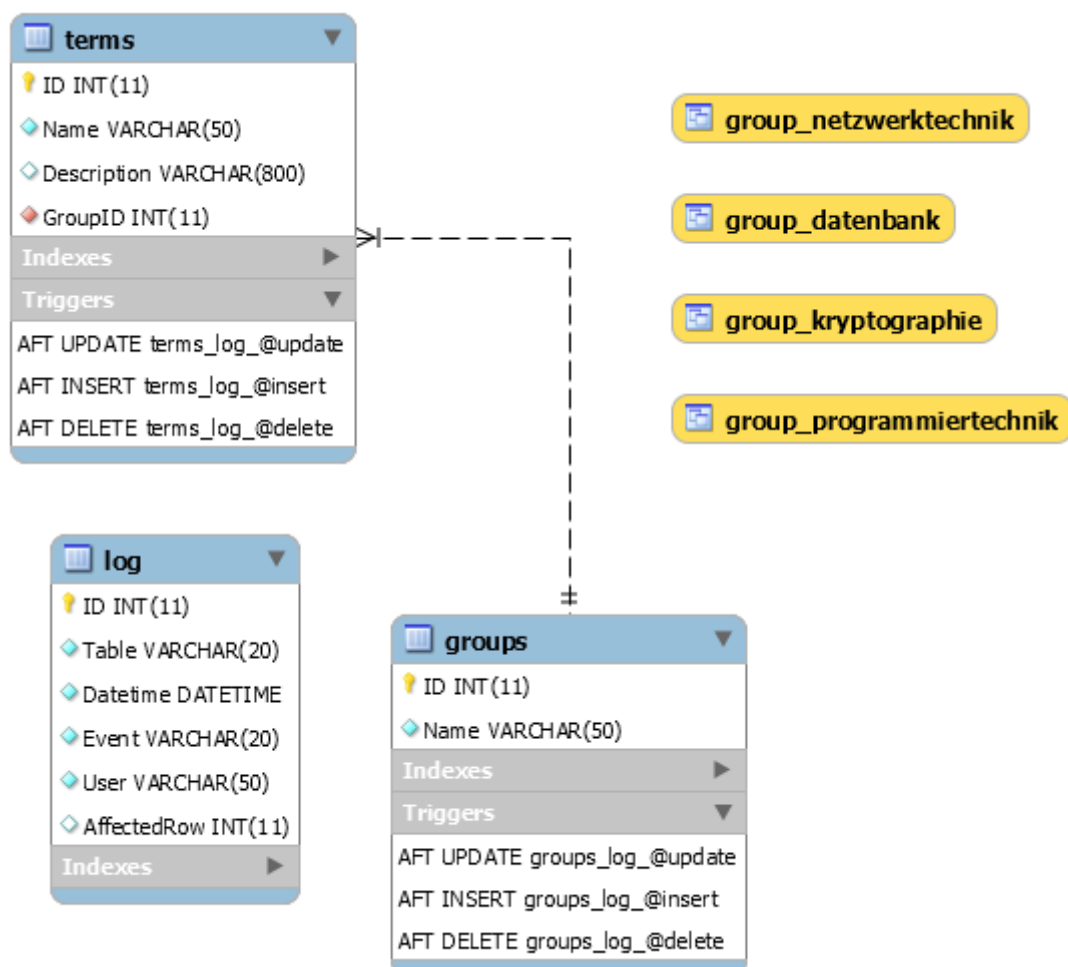 terms
ID INT(11)
Name VARCHAR(50)
Description VARCHAR(800)
GroupID INT(11)
Indexes
Triggers
AFT UPDATE terms_log_@update
AFT INSERT terms_log_@insert
AFT DELETE terms_log_@delete
group_netzwerktechnik
group_datenbank
group_kryptographie
group_programmiertechnik
log
ID INT(11)
Table VARCHAR(20)
Datetime DATETIME
Event VARCHAR(20)
User VARCHAR(50)
AffectedRow INT(11)
Indexes
groups
ID INT(11)
Name VARCHAR(50)
Indexes
Triggers
AFT UPDATE groups_log_@update
AFT INSERT groups_log_@insert
AFT DELETE groups_log_@delete